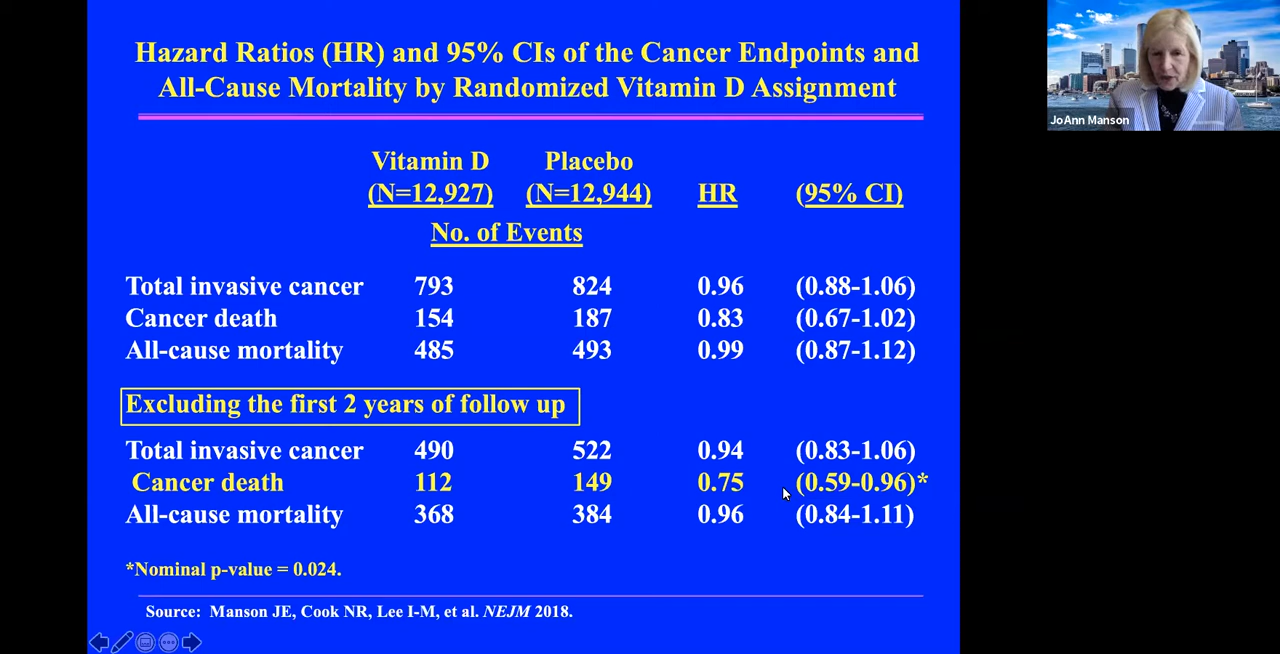 Hazard Ratios (HR) and 95% CIs of the Cancer Endpoints and
All-Cause Mortality by Randomized Vitamin D Assignment
JoAnn Manson
Vitamin D Placebo
(N=12,927) (N=12,944) HR (95% CI)
No. of Events
Total invasive cancer 793 824 0.96 (0.88-1.06)
Cancer death 154 187 0.83 (0.67-1.02)
All-cause mortality 485 493 0.99 (0.87-1.12)
Excluding the first 2 years of follow up
Total invasive cancer 490 522 0.94 (0.83-1.06)
Cancer death 112 149 0.75 (0.59-0.96)*
All-cause mortality 368 384 0.96 (0.84-1.11)
*Nominal p-value = 0.024.
Source: Manson JE, Cook NR, Lee I-M, et al. NEJM 2018.